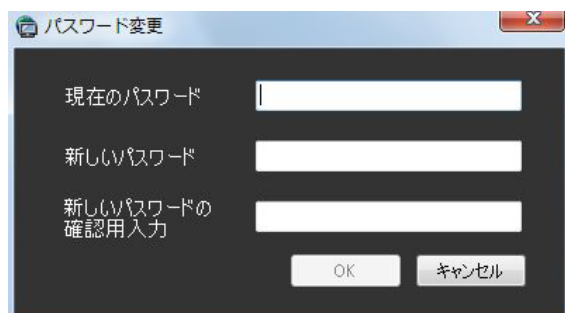 パスワード変更
現在のパスワード
新しいパスワード
新しいパスワードの
確認用入力
OK キャンセル